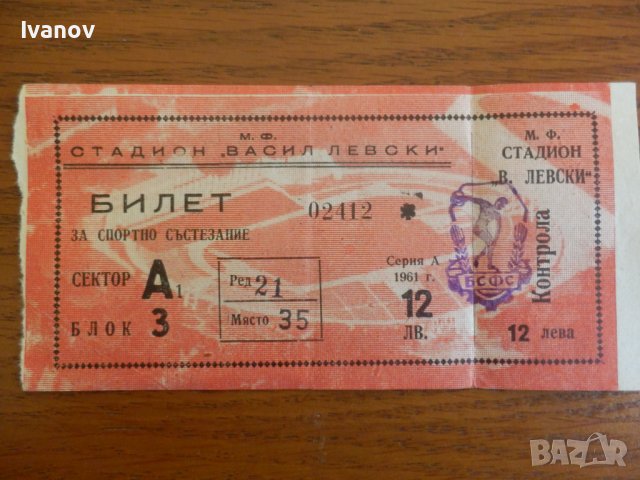 Ivanov
М. Ф.
СТАДИОН „ВАСИЛ ЛЕВСКИ“
БИЛЕТ
02412
ЗА СПОРТНО СЪСТЕЗАНИЕ
СЕКТОР А1
БЛОК 3
Ред 21
Място 35
Серия А
1961 г.
12
ЛВ.
БСФС
М. Ф.
СТАДИОН
„В. ЛЕВСКИ“
Контрола
12 лева
BAZAR